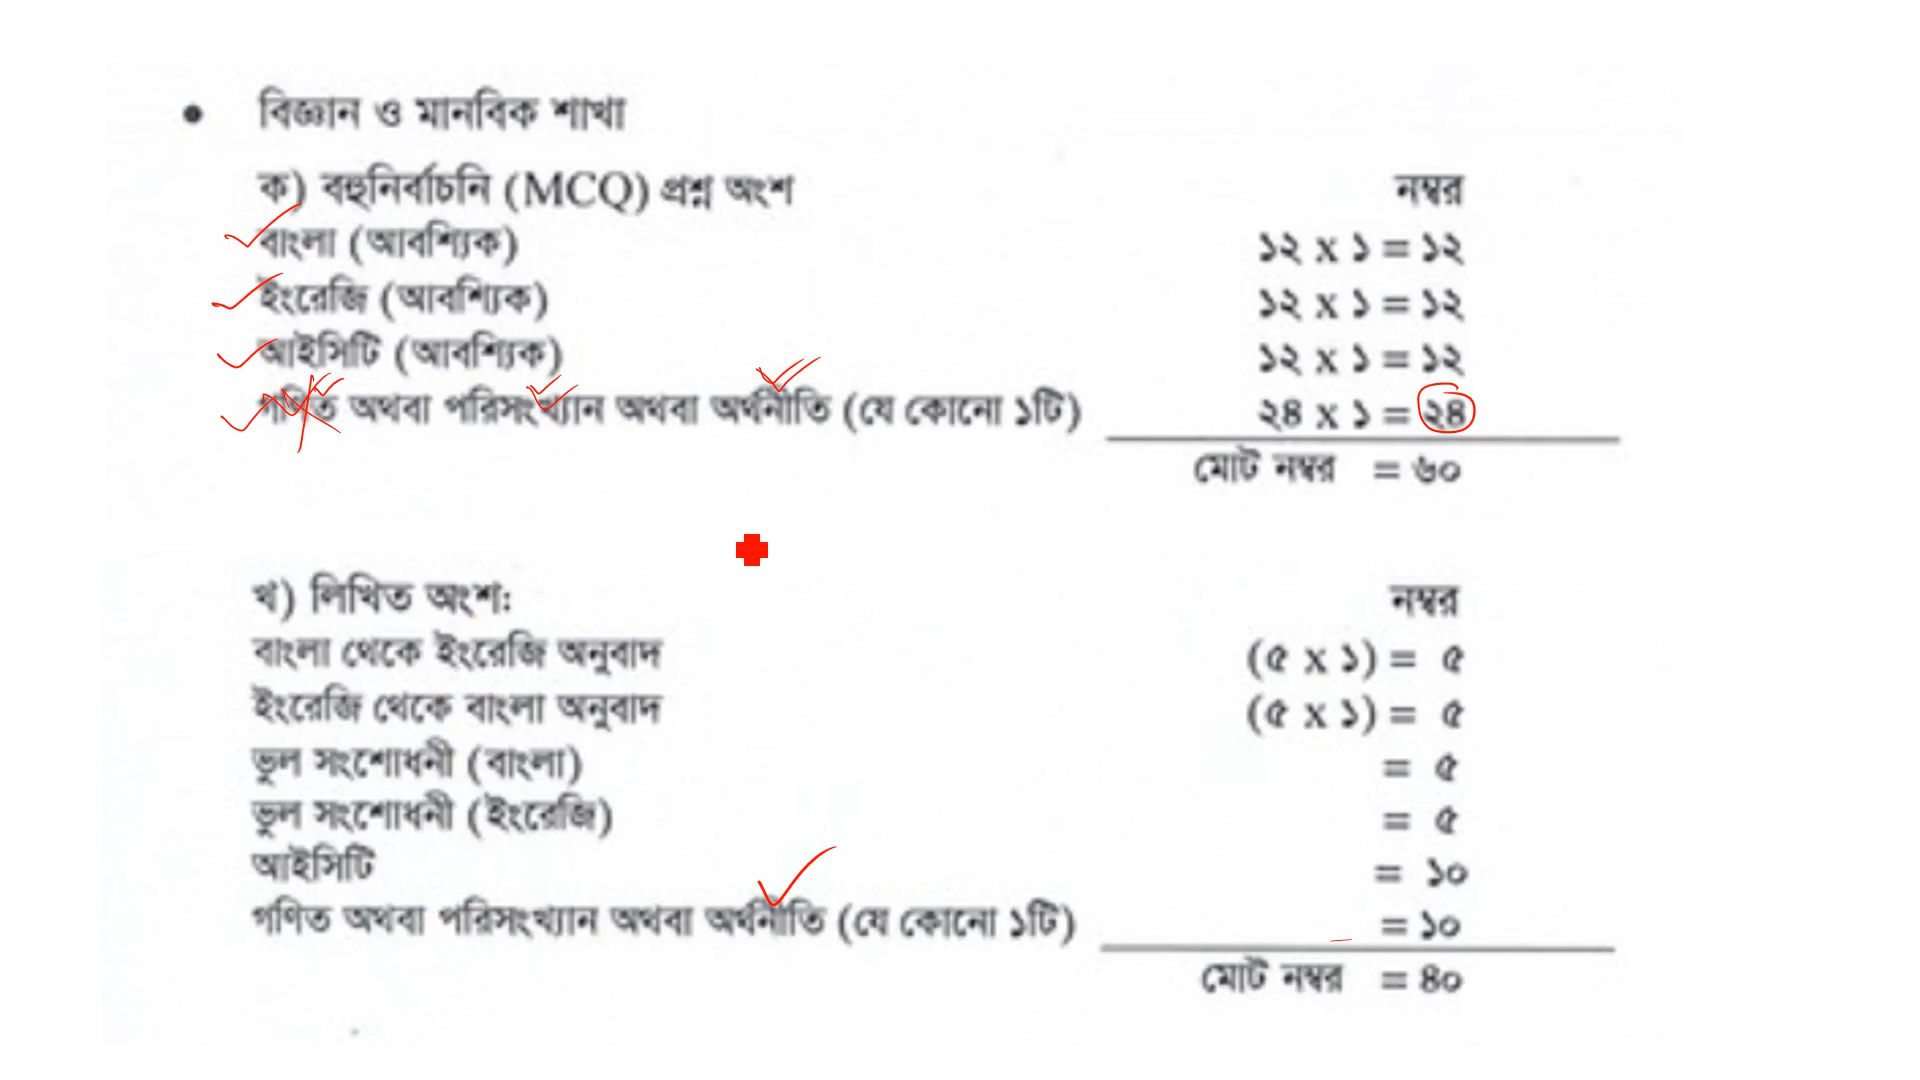 ● বিজ্ঞান ও মানবিক শাখা
ক) বহুনির্বাচনি (MCQ) প্রশ্ন অংশ নম্বর
বাংলা (আবশ্যিক) ১২ x ১ = ১২
ইংরেজি (আবশ্যিক) ১২ x ১ = ১২
আইসিটি (আবশ্যিক) ১২ x ১ = ১২
গণিত অথবা পরিসংখ্যান অথবা অর্থনীতি (যে কোনো ১টি) ২৪ x ১ = ২৪
মোট নম্বর = ৬০
খ) লিখিত অংশঃ নম্বর
বাংলা থেকে ইংরেজি অনুবাদ (৫ x ১) = ৫
ইংরেজি থেকে বাংলা অনুবাদ (৫ x ১) = ৫
ভুল সংশোধনী (বাংলা) = ৫
ভুল সংশোধনী (ইংরেজি) = ৫
আইসিটি = ১০
গণিত অথবা পরিসংখ্যান অথবা অর্থনীতি (যে কোনো ১টি) = ১০
মোট নম্বর = ৪০